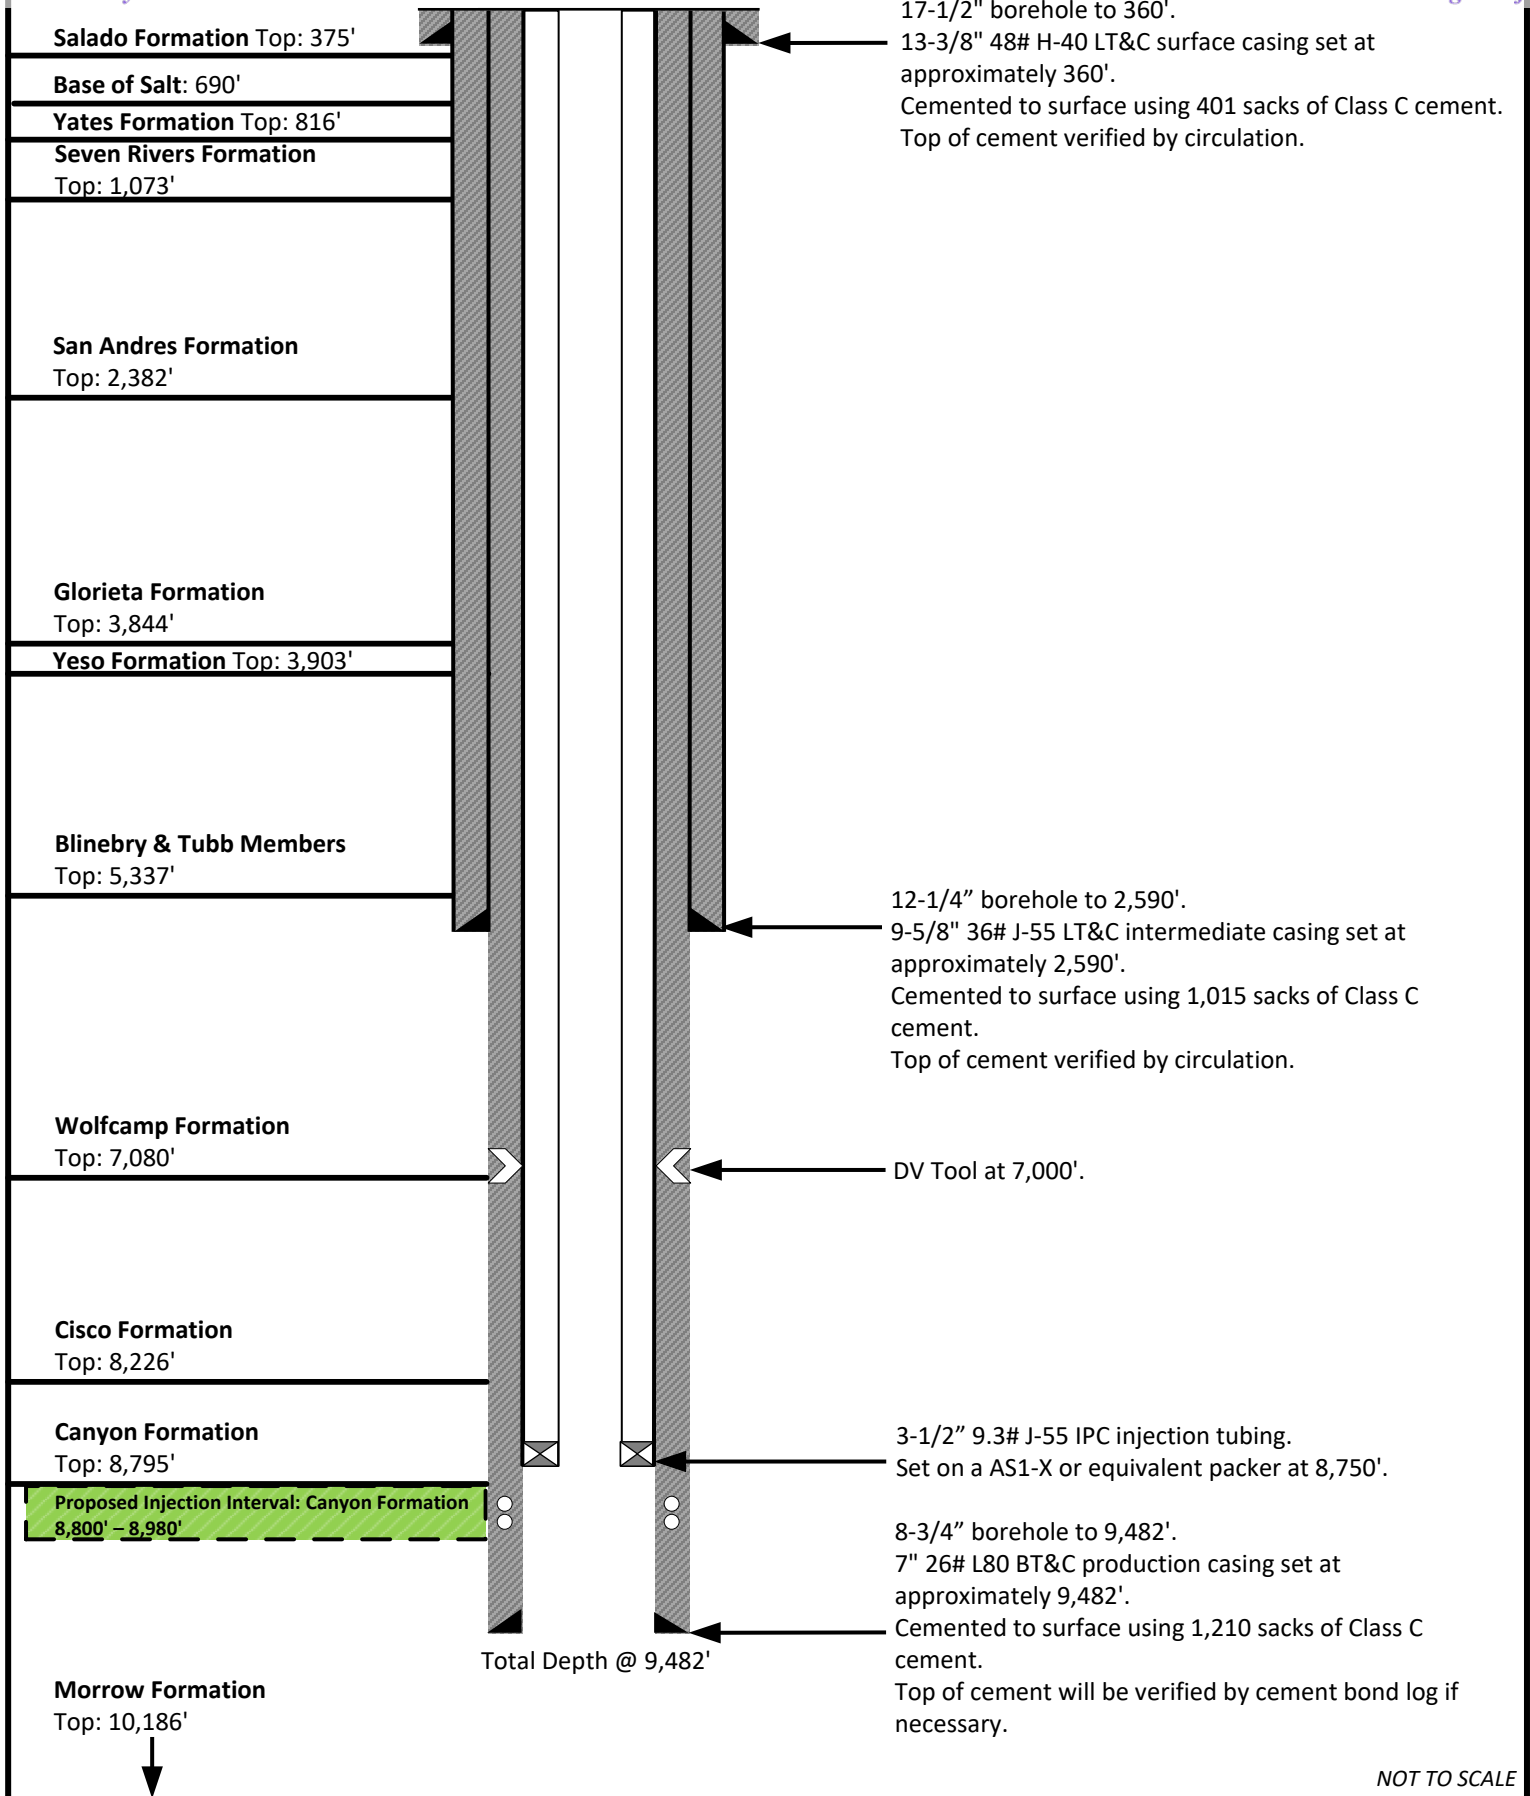 Salado Formation Top: 375'
Base of Salt: 690'
Yates Formation Top: 816'
Seven Rivers Formation
Top: 1,073'
San Andres Formation
Top: 2,382'
Glorieta Formation
Top: 3,844'
Yeso Formation Top: 3,903'
Blinebry & Tubb Members
Top: 5,337'
Wolfcamp Formation
Top: 7,080'
Cisco Formation
Top: 8,226'
Canyon Formation
Top: 8,795'
Proposed Injection Interval: Canyon Formation
8,800' – 8,980'
Morrow Formation
Top: 10,186'
17-1/2" borehole to 360'.
13-3/8" 48# H-40 LT&C surface casing set at
approximately 360'.
Cemented to surface using 401 sacks of Class C cement.
Top of cement verified by circulation.
12-1/4” borehole to 2,590'.
9-5/8" 36# J-55 LT&C intermediate casing set at
approximately 2,590'.
Cemented to surface using 1,015 sacks of Class C
cement.
Top of cement verified by circulation.
DV Tool at 7,000'.
3-1/2” 9.3# J-55 IPC injection tubing.
Set on a AS1-X or equivalent packer at 8,750'.
8-3/4” borehole to 9,482'.
7" 26# L80 BT&C production casing set at
approximately 9,482'.
Cemented to surface using 1,210 sacks of Class C
cement.
Top of cement will be verified by cement bond log if
necessary.
Total Depth @ 9,482'
NOT TO SCALE